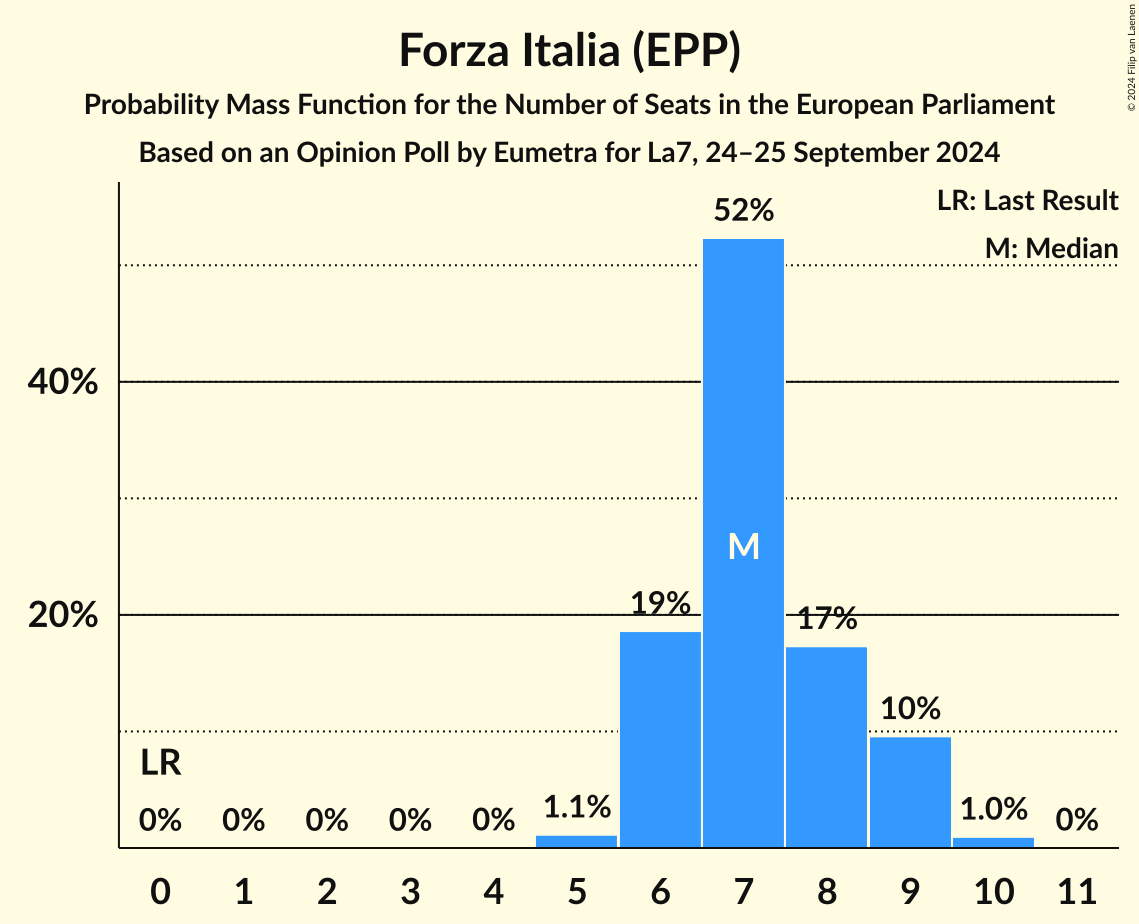 Forza Italia (EPP)
Probability Mass Function for the Number of Seats in the European Parliament
Based on an Opinion Poll by Eumetra for La7, 24–25 September 2024
© 2024 Filip van Laenen
LR: Last Result
M: Median
52%
40%
M
20%
19%
17%
10%
LR
0%
0%
0%
0%
0%
1.1%
1.0%
0%
0 1 2 3 4 5 6 7 8 9 10 11